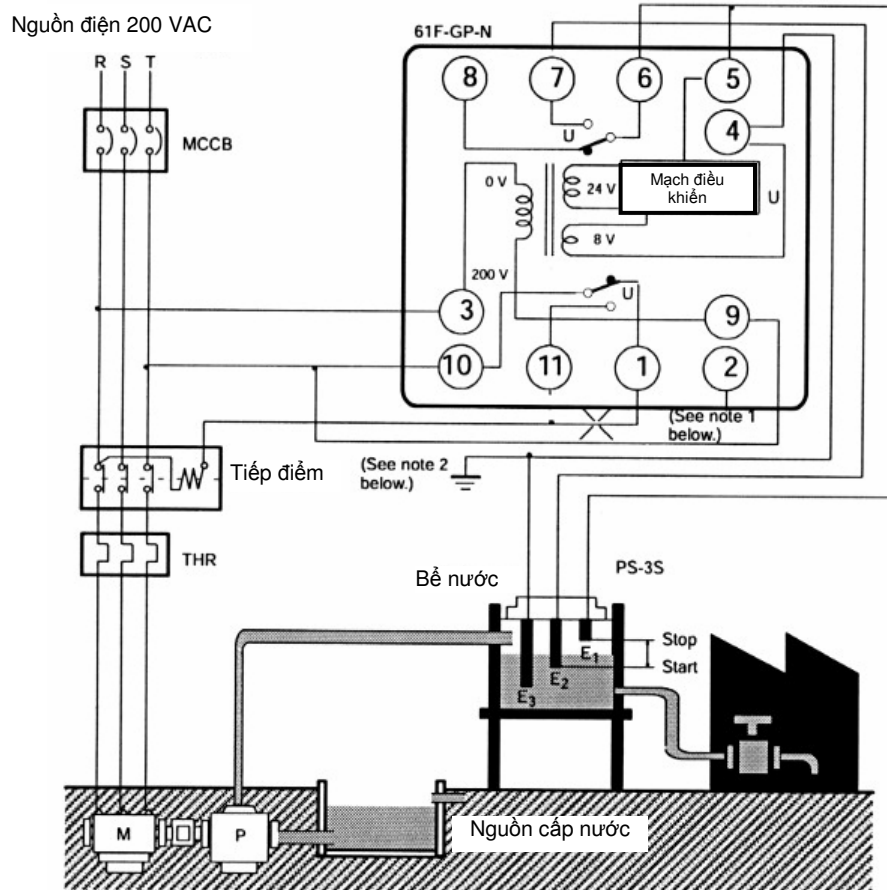 Nguồn điện 200 VAC
61F-GP-N
R S T
8
7
6
5
4
MCCB
U
0 V
24 V
Mạch điều
khiển
U
8 V
200 V
U
3
9
10
11
1
2
(See note 1
below.)
Tiếp điểm
(See note 2
below.)
THR
Bể nước
PS-3S
E1
Stop
E2
Start
E3
M
P
Nguồn cấp nước